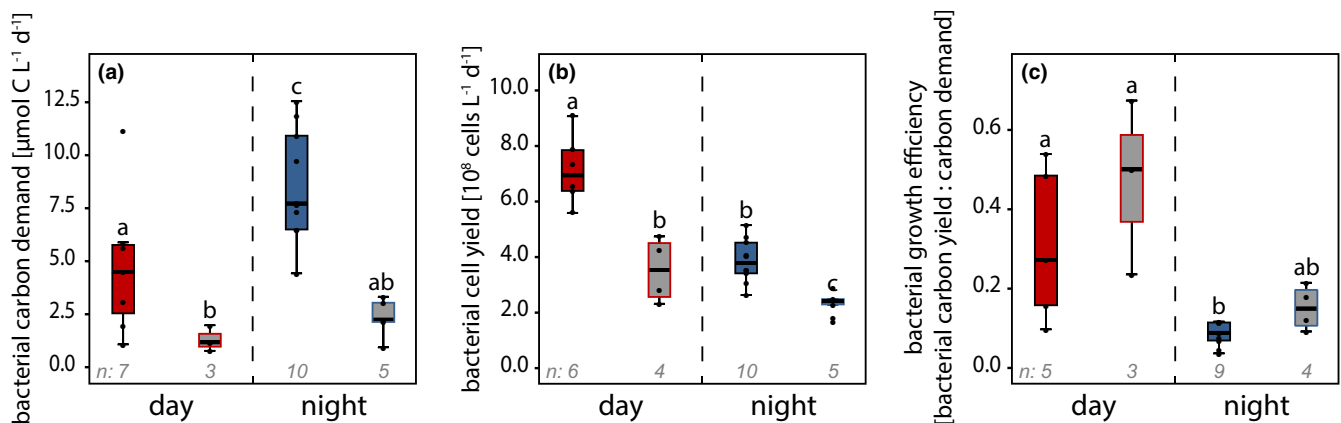 bacterial carbon demand [µmol C L⁻¹ d⁻¹]
(a)
12.5
10.0
7.5
5.0
2.5
0.0
a
b
c
ab
n: 7
3
10
5
day
night
bacterial cell yield [10⁸ cells L⁻¹ d⁻¹]
(b)
10.0
8.0
6.0
4.0
2.0
0.0
a
b
b
c
n: 6
4
10
5
day
night
bacterial growth efficiency
[bacterial carbon yield : carbon demand]
(c)
0.6
0.4
0.2
0.0
a
a
b
ab
n: 5
3
9
4
day
night